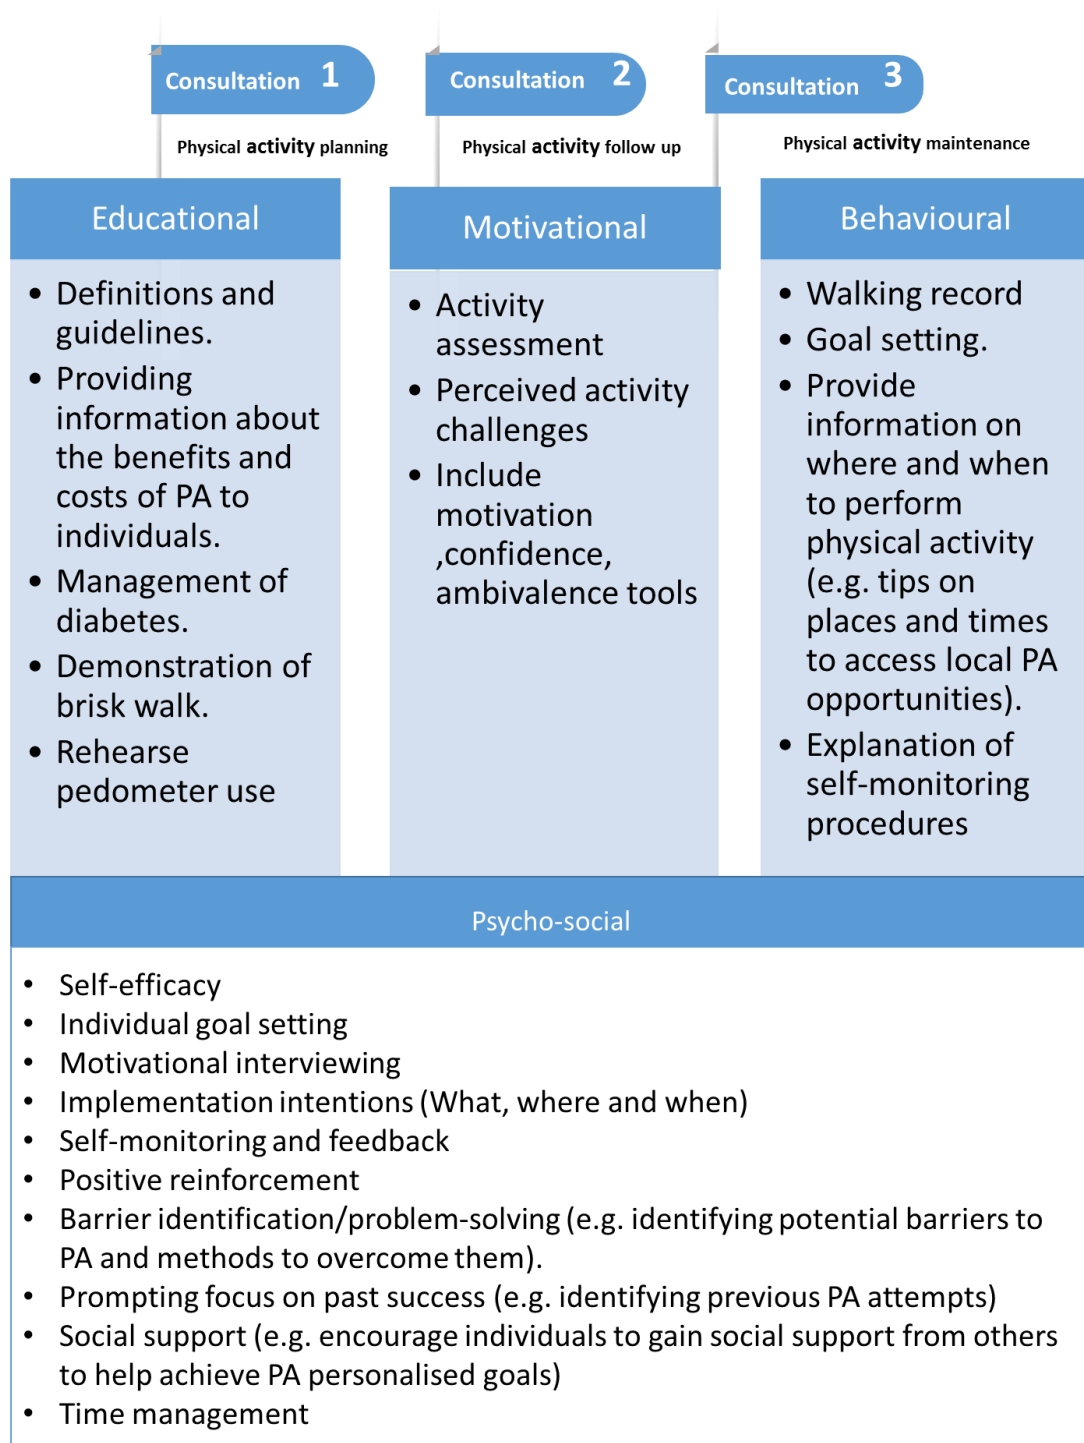 Consultation 1
Physical activity planning
Consultation 2
Physical activity follow up
Consultation 3
Physical activity maintenance
Educational
• Definitions and
guidelines.
• Providing
information about
the benefits and
costs of PA to
individuals.
• Management of
diabetes.
• Demonstration of
brisk walk.
• Rehearse
pedometer use
Motivational
• Activity
assessment
• Perceived activity
challenges
• Include
motivation
,confidence,
ambivalence tools
Behavioural
• Walking record
• Goal setting.
• Provide
information on
where and when
to perform
physical activity
(e.g. tips on
places and times
to access local PA
opportunities).
• Explanation of
self-monitoring
procedures
Psycho-social
• Self-efficacy
• Individual goal setting
• Motivational interviewing
• Implementation intentions (What, where and when)
• Self-monitoring and feedback
• Positive reinforcement
• Barrier identification/problem-solving (e.g. identifying potential barriers to
PA and methods to overcome them).
• Prompting focus on past success (e.g. identifying previous PA attempts)
• Social support (e.g. encourage individuals to gain social support from others
to help achieve PA personalised goals)
• Time management